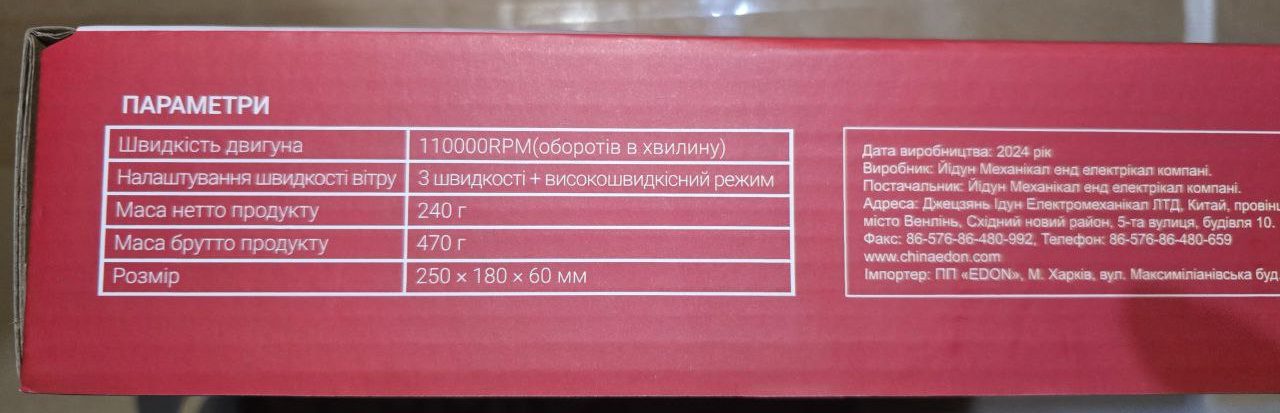 ПАРАМЕТРИ
Швидкість двигуна 110000RPM(оборотів в хвилину)
Налаштування швидкості вітру 3 швидкості + високошвидкісний режим
Маса нетто продукту 240 г
Маса брутто продукту 470 г
Розмір 250 × 180 × 60 мм
Дата виробництва: 2024 рік
Виробник: Йідун Механікал енд електрікал компані.
Постачальник: Йідун Механікал енд електрікал компані.
Адреса: Джецзянь Ідун Електромеханікал ЛТД, Китай, провінц
місто Венлінь, Східний новий район, 5-та вулиця, будівля 10.
Факс: 86-576-86-480-992, Телефон: 86-576-86-480-659
www.chinaedon.com
Імпортер: ПП «EDON», М. Харків, вул. Максиміліанівська буд.